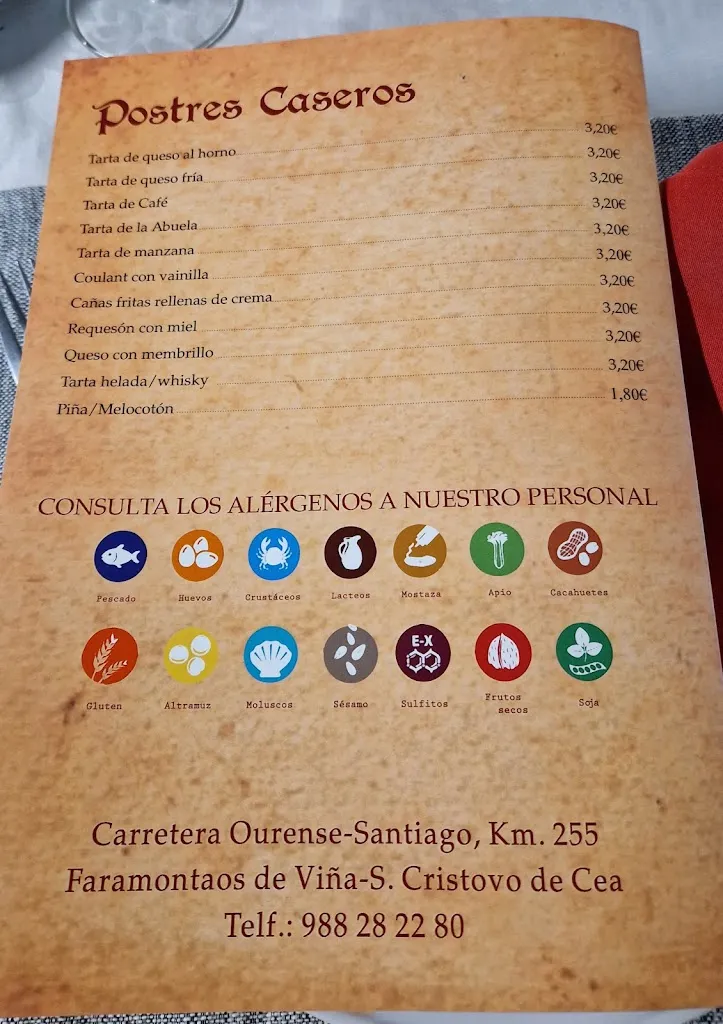 Postres Caseros
Tarta de queso al horno 3,20€
Tarta de queso fría 3,20€
Tarta de Café 3,20€
Tarta de la Abuela 3,20€
Tarta de manzana 3,20€
Coulant con vainilla 3,20€
Cañas fritas rellenas de crema 3,20€
Requesón con miel 3,20€
Queso con membrillo 3,20€
Tarta helada/whisky 3,20€
Piña/Melocotón 1,80€
CONSULTA LOS ALÉRGENOS A NUESTRO PERSONAL
Pescado Huevos Crustáceos Lacteos Mostaza Apio Cacahuetes
E-X
Gluten Altramuz Moluscos Sésamo Sulfitos Frutos secos Soja
Carretera Ourense-Santiago, Km. 255
Faramontaos de Viña-S. Cristovo de Cea
Telf.: 988 28 22 80